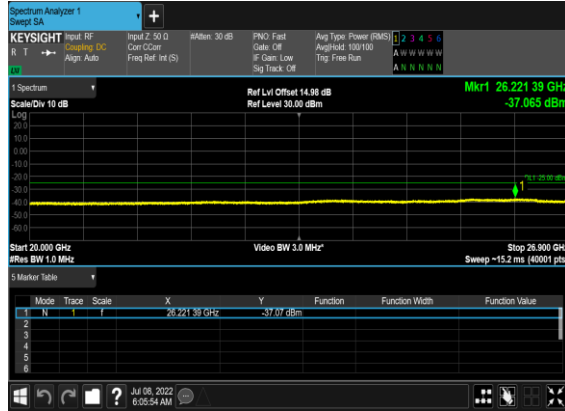 Spectrum Analyzer 1
Swept SA
+
KEYSIGHT Input: RF Input Z: 50 Ω #Atten: 30 dB PNO: Fast Avg Type: Power (RMS) 1 2 3 4 5 6
R T Coupling: DC Corr CCorr Gate: Off Avg|Hold: 100/100 A W W W W W
Align: Auto Freq Ref: Int (S) IF Gain: Low Trig: Free Run
LV Sig Track: Off A N N N N N
1 Spectrum Ref Lvl Offset 14.98 dB Mkr1 26.221 39 GHz
Scale/Div 10 dB Ref Level 30.00 dBm -37.065 dBm
Log
20.0
10.0
0.00
-10.0
-20.0
DL1 -25.00 dBm
1
-30.0
-40.0
-50.0
-60.0
Start 20.000 GHz Video BW 3.0 MHz* Stop 26.900 GHz
#Res BW 1.0 MHz Sweep ~15.2 ms (40001 pts)
5 Marker Table
Mode Trace Scale X Y Function Function Width Function Value
1 N 1 f 26.221 39 GHz -37.07 dBm
2
3
4
5
6
? Jul 08, 2022
6:05:54 AM